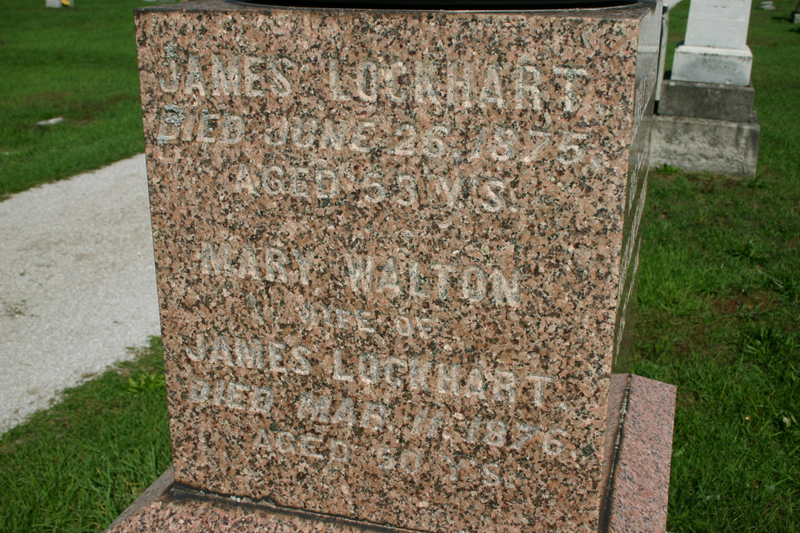 JAMES LOCKHART,
DIED JUNE 26, 1875,
AGED 53 Y'S.
MARY WALTON
WIFE OF
JAMES LOCKHART,
DIED MAR. 11, 1876,
AGED 50 Y'S.